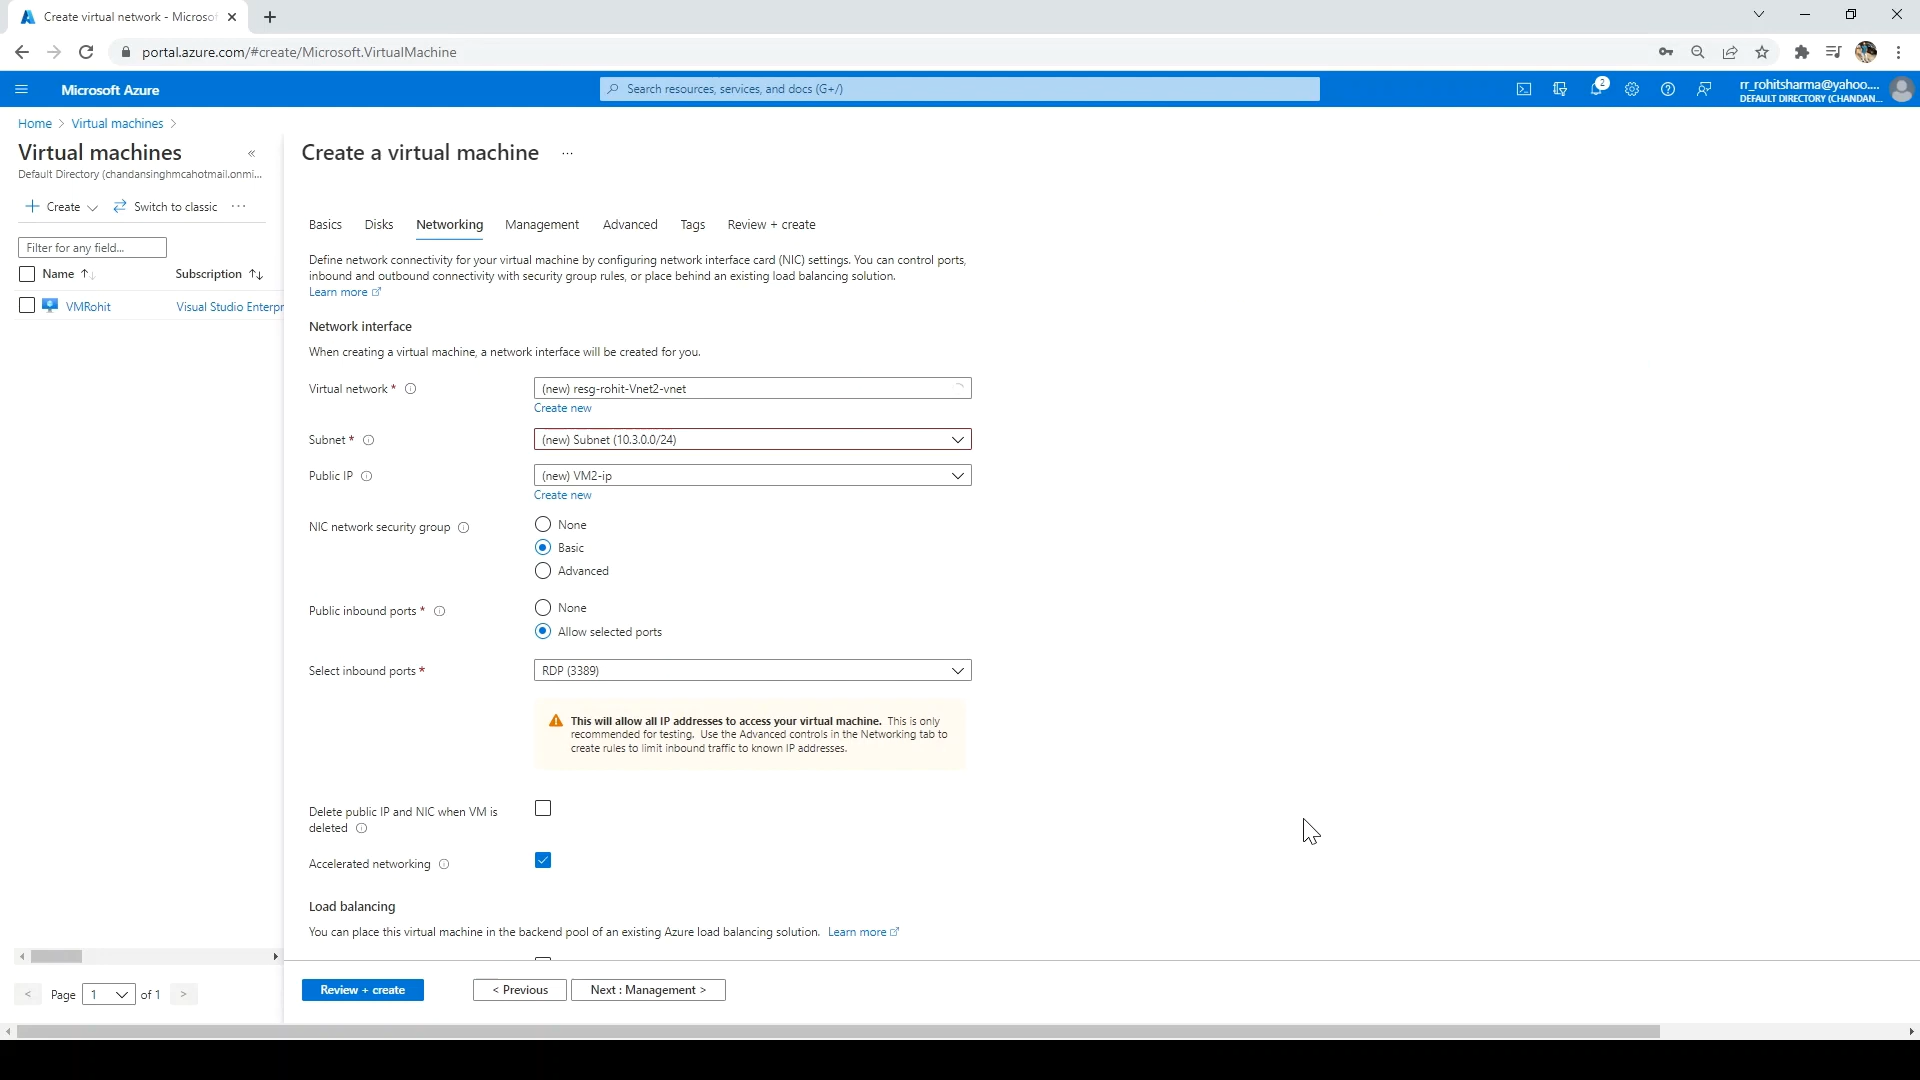 Create virtual network - Microsof
portal.azure.com/#create/Microsoft.VirtualMachine
Microsoft Azure
Search resources, services, and docs (G+/)
2
rr_rohitsharma@yahoo....
DEFAULT DIRECTORY (CHANDAN...
Home > Virtual machines >
Virtual machines
Default Directory (chandansinghmcahotmail.onmi...
Create
Switch to classic
Filter for any field...
Name
Subscription
VMRohit
Visual Studio Enterpr
Page 1 of 1
Create a virtual machine
Basics Disks Networking Management Advanced Tags Review + create
Define network connectivity for your virtual machine by configuring network interface card (NIC) settings. You can control ports,
inbound and outbound connectivity with security group rules, or place behind an existing load balancing solution.
Learn more
Network interface
When creating a virtual machine, a network interface will be created for you.
Virtual network *
(new) resg-rohit-Vnet2-vnet
Create new
Subnet *
(new) Subnet (10.3.0.0/24)
Public IP
(new) VM2-ip
Create new
NIC network security group
None
Basic
Advanced
Public inbound ports *
None
Allow selected ports
Select inbound ports *
RDP (3389)
This will allow all IP addresses to access your virtual machine. This is only
recommended for testing. Use the Advanced controls in the Networking tab to
create rules to limit inbound traffic to known IP addresses.
Delete public IP and NIC when VM is
deleted
Accelerated networking
Load balancing
You can place this virtual machine in the backend pool of an existing Azure load balancing solution. Learn more
Review + create
< Previous
Next : Management >